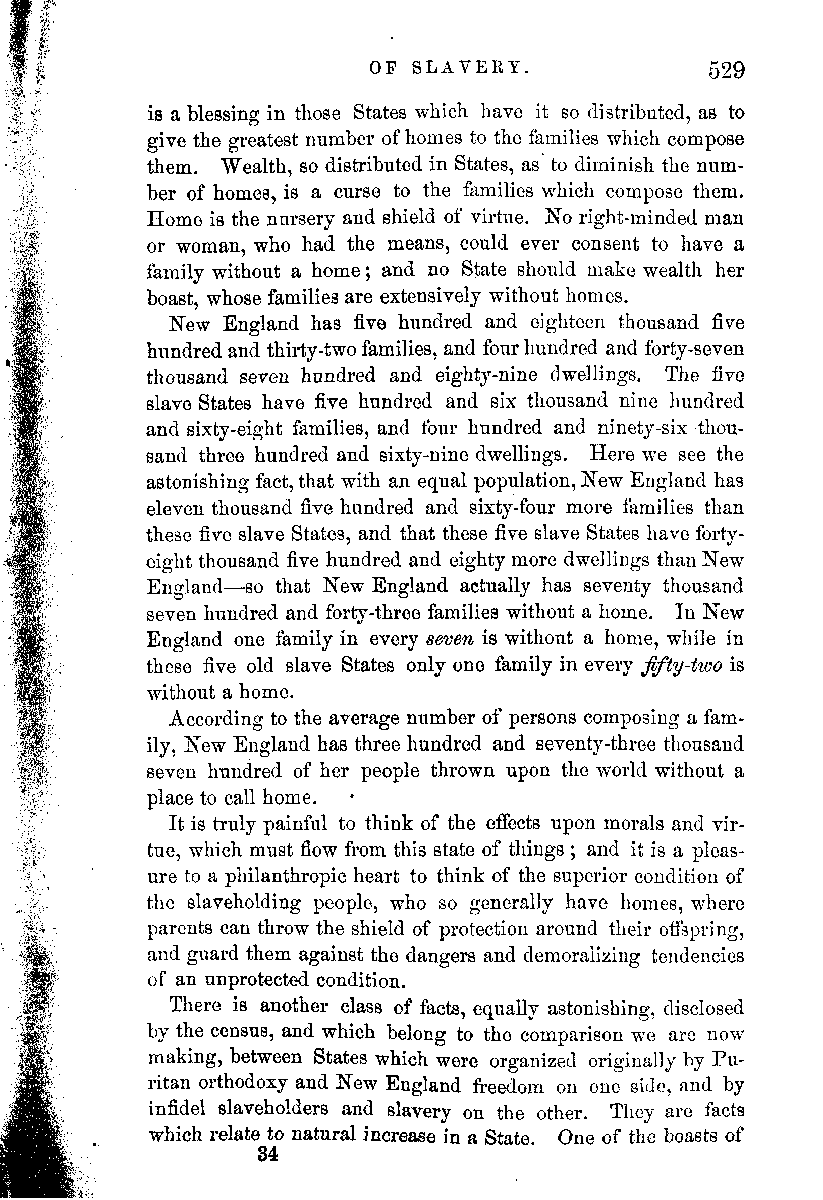 OF SLAVERY. 529
is a blessing in those States which have it so distributed, as to
give the greatest number of homes to the families which compose
them. Wealth, so distributed in States, as to diminish the num-
ber of homes, is a curse to the families which compose them.
Home is the nursery and shield of virtue. No right-minded man
or woman, who had the means, could ever consent to have a
family without a home; and no State should make wealth her
boast, whose families are extensively without homes.
New England has five hundred and eighteen thousand five
hundred and thirty-two families, and four hundred and forty-seven
thousand seven hundred and eighty-nine dwellings. The five
slave States have five hundred and six thousand nine hundred
and sixty-eight families, and four hundred and ninety-six thou-
sand three hundred and sixty-nine dwellings. Here we see the
astonishing fact, that with an equal population, New England has
eleven thousand five hundred and sixty-four more families than
these five slave States, and that these five slave States have forty-
eight thousand five hundred and eighty more dwellings than New
England—so that New England actually has seventy thousand
seven hundred and forty-three families without a home. In New
England one family in every seven is without a home, while in
these five old slave States only one family in every fifty-two is
without a home.
According to the average number of persons composing a fam-
ily, New England has three hundred and seventy-three thousand
seven hundred of her people thrown upon the world without a
place to call home.
It is truly painful to think of the effects upon morals and vir-
tue, which must flow from this state of things; and it is a pleas-
ure to a philanthropic heart to think of the superior condition of
the slaveholding people, who so generally have homes, where
parents can throw the shield of protection around their offspring,
and guard them against the dangers and demoralizing tendencies
of an unprotected condition.
There is another class of facts, equally astonishing, disclosed
by the census, and which belong to the comparison we are now
making, between States which were organized originally by Pu-
ritan orthodoxy and New England freedom on one side, and by
infidel slaveholders and slavery on the other. They are facts
which relate to natural increase in a State. One of the boasts of
34